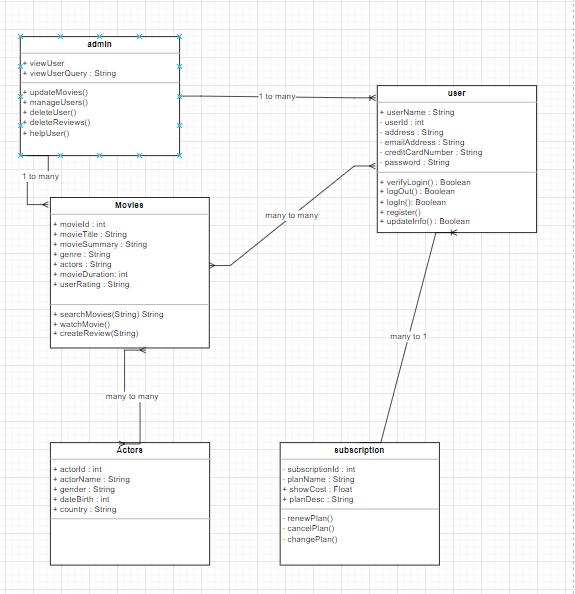 admin
+ viewUser
+ viewUserQuery : String
+ updateMovies()
+ manageUsers()
+ deleteUser()
+ deleteReviews()
+ helpUser()
1 to many
user
+ userName : String
- userId : int
- address : String
- emailAddress : String
- creditCardNumber : String
- password : String
+ verifyLogin() : Boolean
+ logOut() : Boolean
+ logIn(): Boolean
+ register()
+ updateInfo() : Boolean
1 to many
Movies
+ movieId : int
+ movieTitle : String
+ movieSummary : String
+ genre : String
+ actors : String
+ movieDuration: int
+ userRating : String
+ searchMovies(String) String
+ watchMovie()
+ createReview(String)
many to many
many to 1
many to many
Actors
+ actorId : int
+ actorName : String
+ gender : String
+ dateBirth : int
+ country : String
subscription
- subscriptionId : int
- planName : String
+ showCost : Float
+ planDesc : String
- renewPlan()
- cancelPlan()
- changePlan()